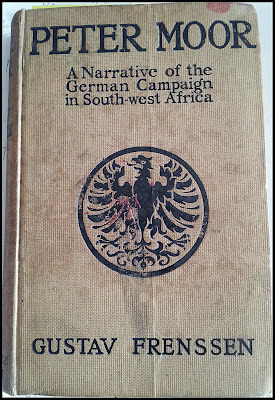 PETER MOOR
A Narrative of the
German Campaign
in South-west Africa
GUSTAV FRENSSEN